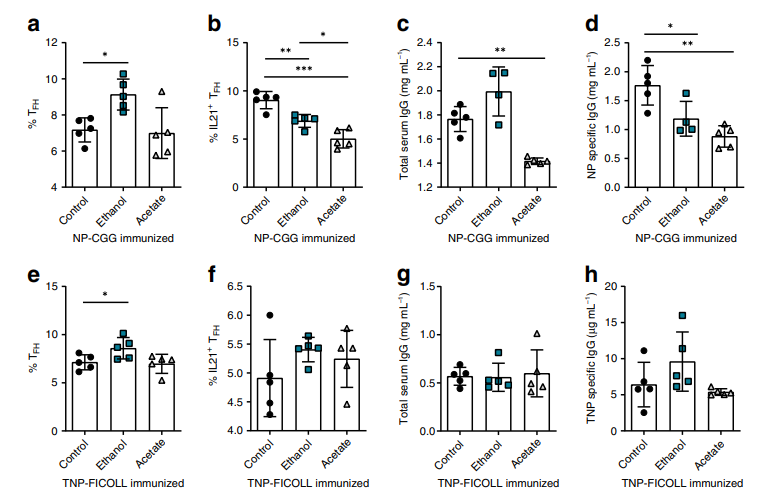 a
b
c
d
* 
** * ***
**
* **
% TFH
12
10
8
6
4
Control Ethanol Acetate
NP-CGG immunized
% IL21+ TFH
15
10
5
0
Control Ethanol Acetate
NP-CGG immunized
Total serum IgG (mg mL−1)
2.4
2.2
2.0
1.8
1.6
1.4
1.2
Control Ethanol Acetate
NP-CGG immunized
NP specific IgG (mg mL−1)
2.5
2.0
1.5
1.0
0.5
0.0
Control Ethanol Acetate
NP-CGG immunized
e
f
g
h
*
% TFH
15
10
5
0
Control Ethanol Acetate
TNP-FICOLL immunized
% IL21+ TFH
6.5
6.0
5.5
5.0
4.5
4.0
Control Ethanol Acetate
TNP-FICOLL immunized
Total serum IgG (mg mL−1)
1.5
1.0
0.5
0.0
Control Ethanol Acetate
TNP-FICOLL immunized
TNP specific IgG (µg mL−1)
20
15
10
5
0
Control Ethanol Acetate
TNP-FICOLL immunized